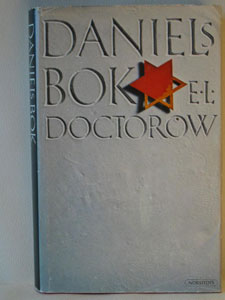 DANIELS
BOK
E·L·
DOCTOROW
DANIELS BOK
NORSTEDTS